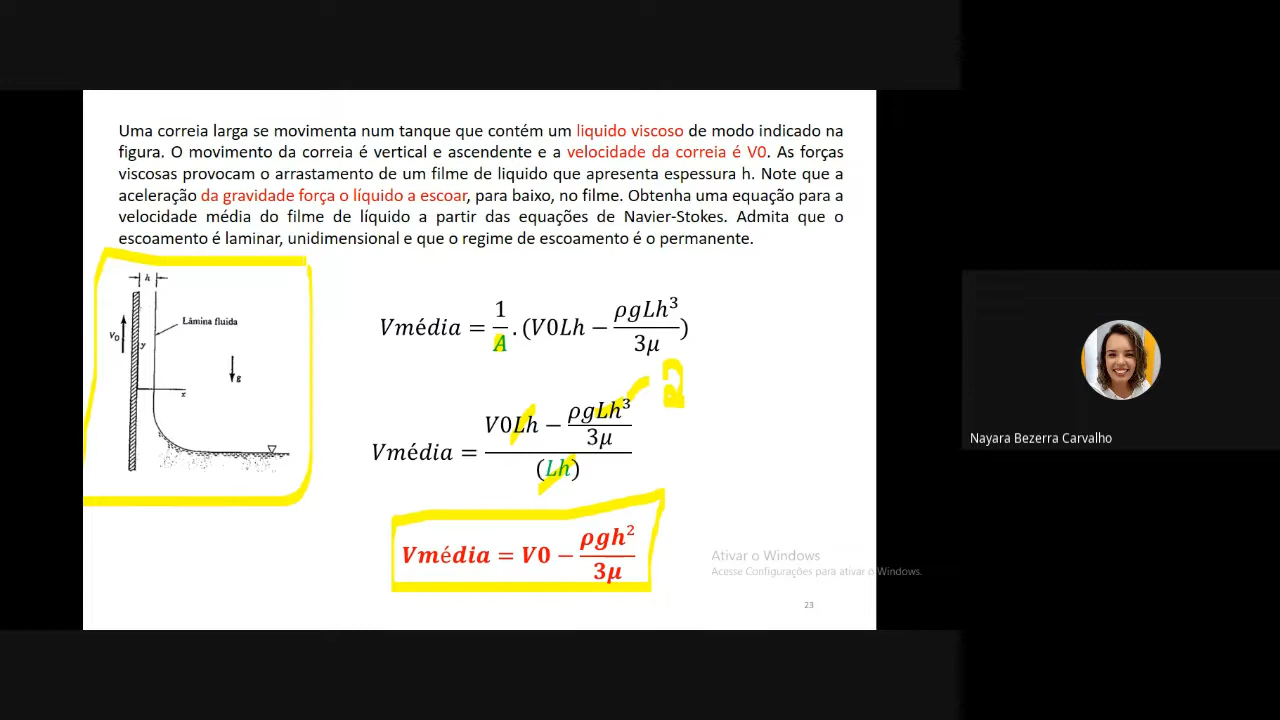 Uma correia larga se movimenta num tanque que contém um liquido viscoso de modo indicado na
figura. O movimento da correia é vertical e ascendente e a velocidade da correia é V0. As forças
viscosas provocam o arrastamento de um filme de liquido que apresenta espessura h. Note que a
aceleração da gravidade força o líquido a escoar, para baixo, no filme. Obtenha uma equação para a
velocidade média do filme de líquido a partir das equações de Navier-Stokes. Admita que o
escoamento é laminar, unidimensional e que o regime de escoamento é o permanente.
h
Lâmina fluida
V₀
y
g
x
Vmédia = 1/A . (V0Lh − ρgLh³/3μ)
2
Vmédia = (V0Lh − ρgLh³/3μ)/(Lh)
Vmédia = V0 − ρgh²/3μ
Nayara Bezerra Carvalho
Ativar o Windows
Acesse Configurações para ativar o Windows.
23